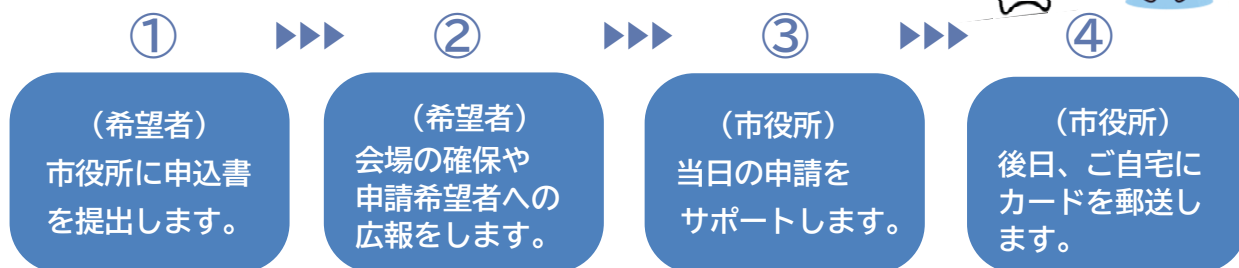 ① ▶▶▶ ② ▶▶▶ ③ ▶▶▶ ④
（希望者）
市役所に申込書
を提出します。
（希望者）
会場の確保や
申請希望者への
広報をします。
（市役所）
当日の申請を
サポートします。
（市役所）
後日、ご自宅に
カードを郵送し
ます。